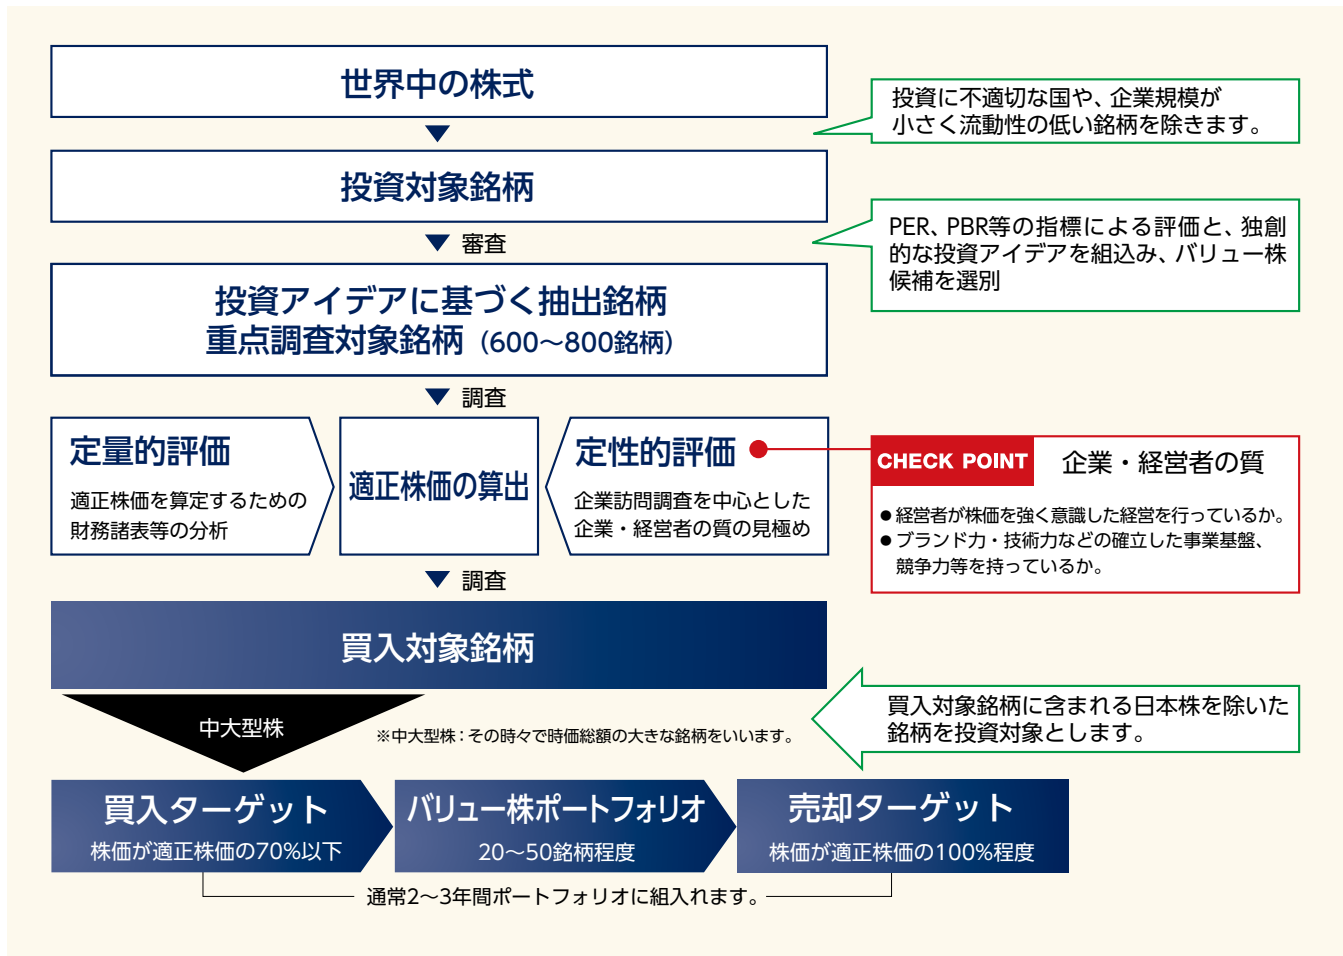 世界中の株式
投資に不適切な国や、企業規模が
小さく流動性の低い銘柄を除きます。
投資対象銘柄
審査
PER、PBR等の指標による評価と、独創
的な投資アイデアを組込み、バリュー株
候補を選別
投資アイデアに基づく抽出銘柄
重点調査対象銘柄（600〜800銘柄）
調査
定量的評価
適正株価を算定するための
財務諸表等の分析
適正株価の算出
定性的評価
企業訪問調査を中心とした
企業・経営者の質の見極め
CHECK POINT 企業・経営者の質
●経営者が株価を強く意識した経営を行っているか。
●ブランド力・技術力などの確立した事業基盤、
競争力等を持っているか。
調査
買入対象銘柄
中大型株
※中大型株：その時々で時価総額の大きな銘柄をいいます。
買入対象銘柄に含まれる日本株を除いた
銘柄を投資対象とします。
買入ターゲット
株価が適正株価の70%以下
バリュー株ポートフォリオ
20〜50銘柄程度
売却ターゲット
株価が適正株価の100%程度
通常2〜3年間ポートフォリオに組入れます。